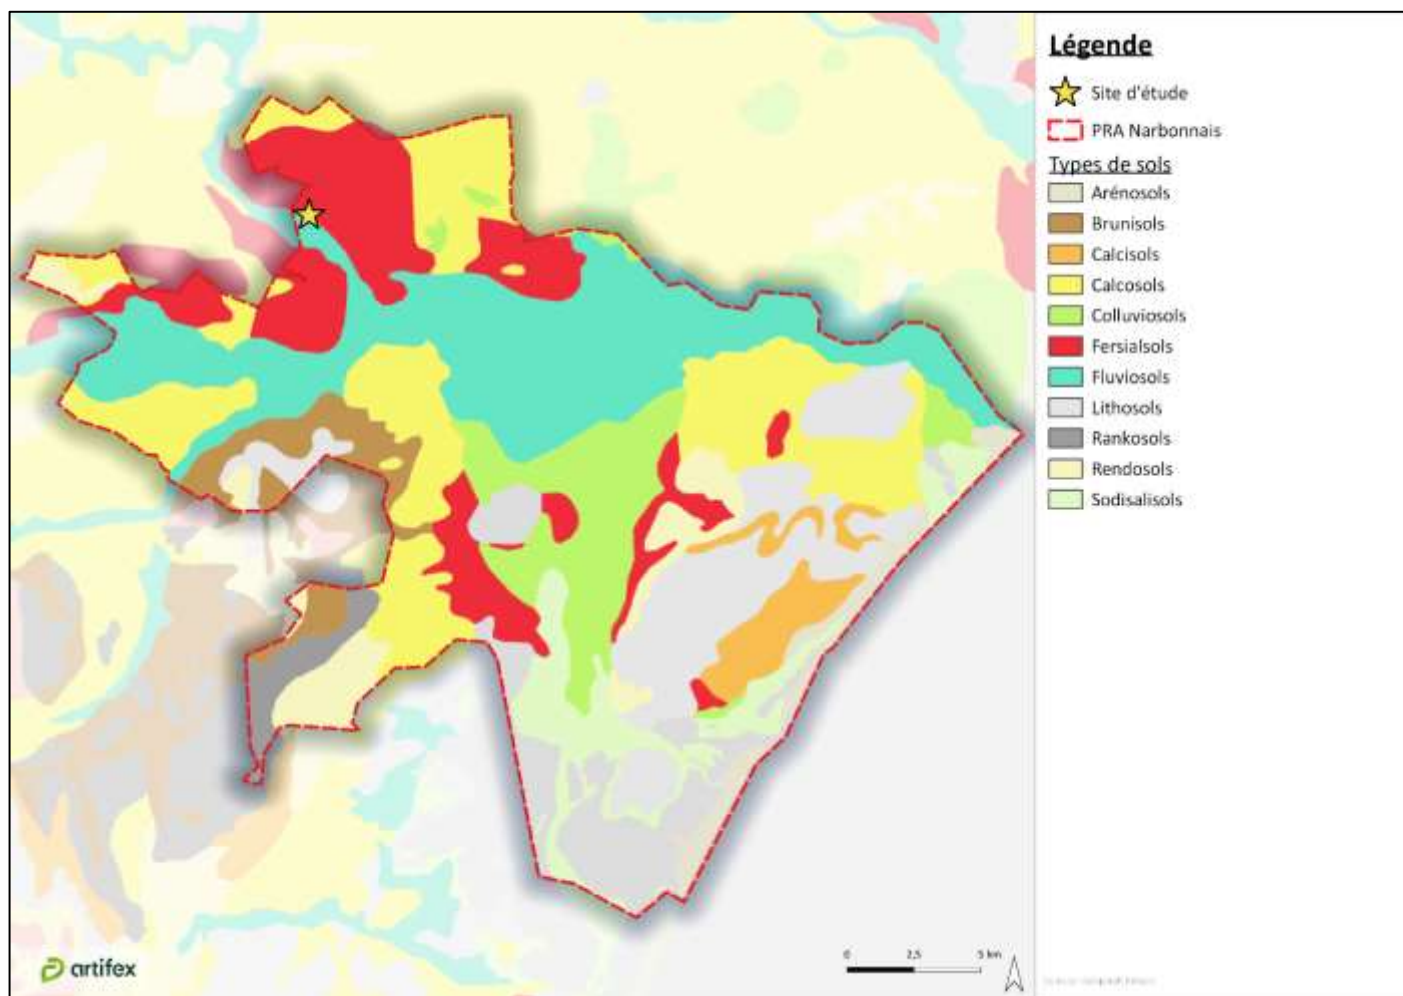 Légende
Site d'étude
PRA Narbonnais
Types de sols
Arénosols
Brunisols
Calcisols
Calcosols
Colluviosols
Fersialsols
Fluviosols
Lithosols
Rankosols
Rendosols
Sodisalisols
artifex
0 2,5 5 km